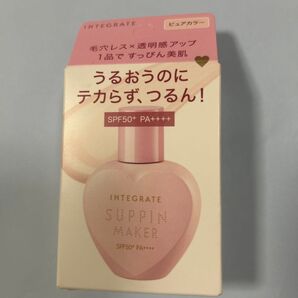 INTEGRATE
ピュアカラー
毛穴レス×透明感アップ
1品で すっぴん美肌
うるおうのに
テカらず、つるん!
SPF50+ PA++++
INTEGRATE
SUPPIN
MAKER
SPF50+ PA++++